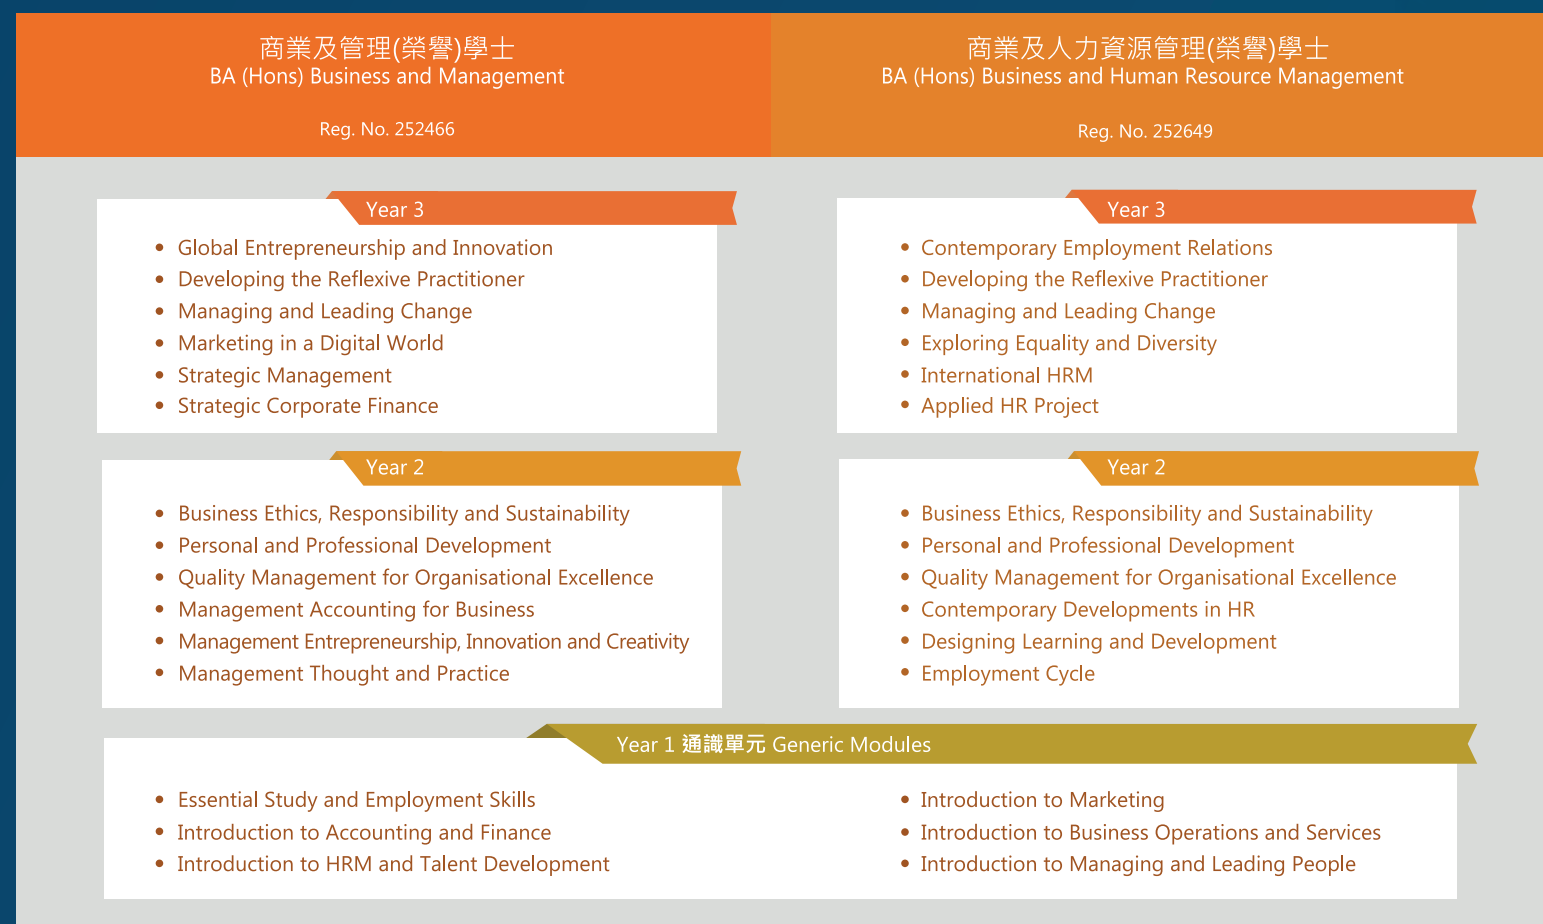 商業及管理(榮譽)學士
BA (Hons) Business and Management
Reg. No. 252466
商業及人力資源管理(榮譽)學士
BA (Hons) Business and Human Resource Management
Reg. No. 252649
Year 3
• Global Entrepreneurship and Innovation
• Developing the Reflexive Practitioner
• Managing and Leading Change
• Marketing in a Digital World
• Strategic Management
• Strategic Corporate Finance
Year 3
• Contemporary Employment Relations
• Developing the Reflexive Practitioner
• Managing and Leading Change
• Exploring Equality and Diversity
• International HRM
• Applied HR Project
Year 2
• Business Ethics, Responsibility and Sustainability
• Personal and Professional Development
• Quality Management for Organisational Excellence
• Management Accounting for Business
• Management Entrepreneurship, Innovation and Creativity
• Management Thought and Practice
Year 2
• Business Ethics, Responsibility and Sustainability
• Personal and Professional Development
• Quality Management for Organisational Excellence
• Contemporary Developments in HR
• Designing Learning and Development
• Employment Cycle
Year 1 通識單元 Generic Modules
• Essential Study and Employment Skills
• Introduction to Accounting and Finance
• Introduction to HRM and Talent Development
• Introduction to Marketing
• Introduction to Business Operations and Services
• Introduction to Managing and Leading People